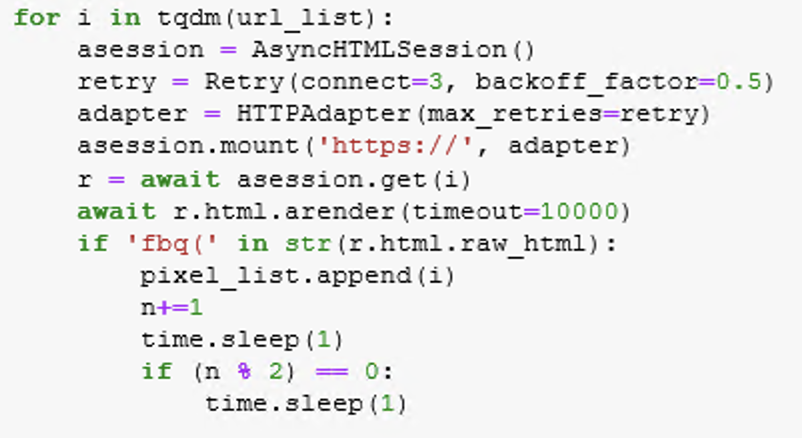 for i in tqdm(url_list):
    asession = AsyncHTMLSession()
    retry = Retry(connect=3, backoff_factor=0.5)
    adapter = HTTPAdapter(max_retries=retry)
    asession.mount('https://', adapter)
    r = await asession.get(i)
    await r.html.arender(timeout=10000)
    if 'fbq(' in str(r.html.raw_html):
        pixel_list.append(i)
        n+=1
        time.sleep(1)
        if (n % 2) == 0:
            time.sleep(1)